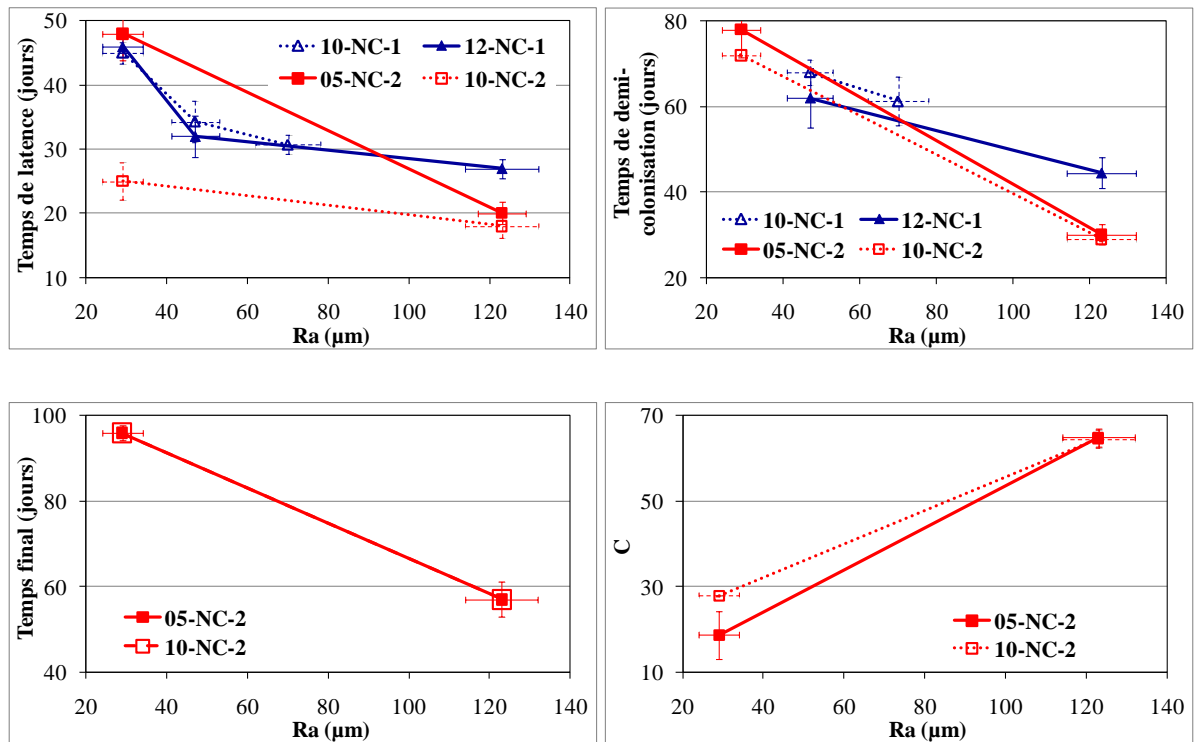 Temps de latence (jours)
50
40
30
20
10
10-NC-1
12-NC-1
05-NC-2
10-NC-2
20
40
60
80
100
120
140
Ra (µm)
Temps de demi-
colonisation (jours)
80
60
40
20
10-NC-1
12-NC-1
05-NC-2
10-NC-2
20
40
60
80
100
120
140
Ra (µm)
Temps final (jours)
100
80
60
40
05-NC-2
10-NC-2
20
40
60
80
100
120
140
Ra (µm)
C
70
50
30
10
05-NC-2
10-NC-2
20
40
60
80
100
120
140
Ra (µm)